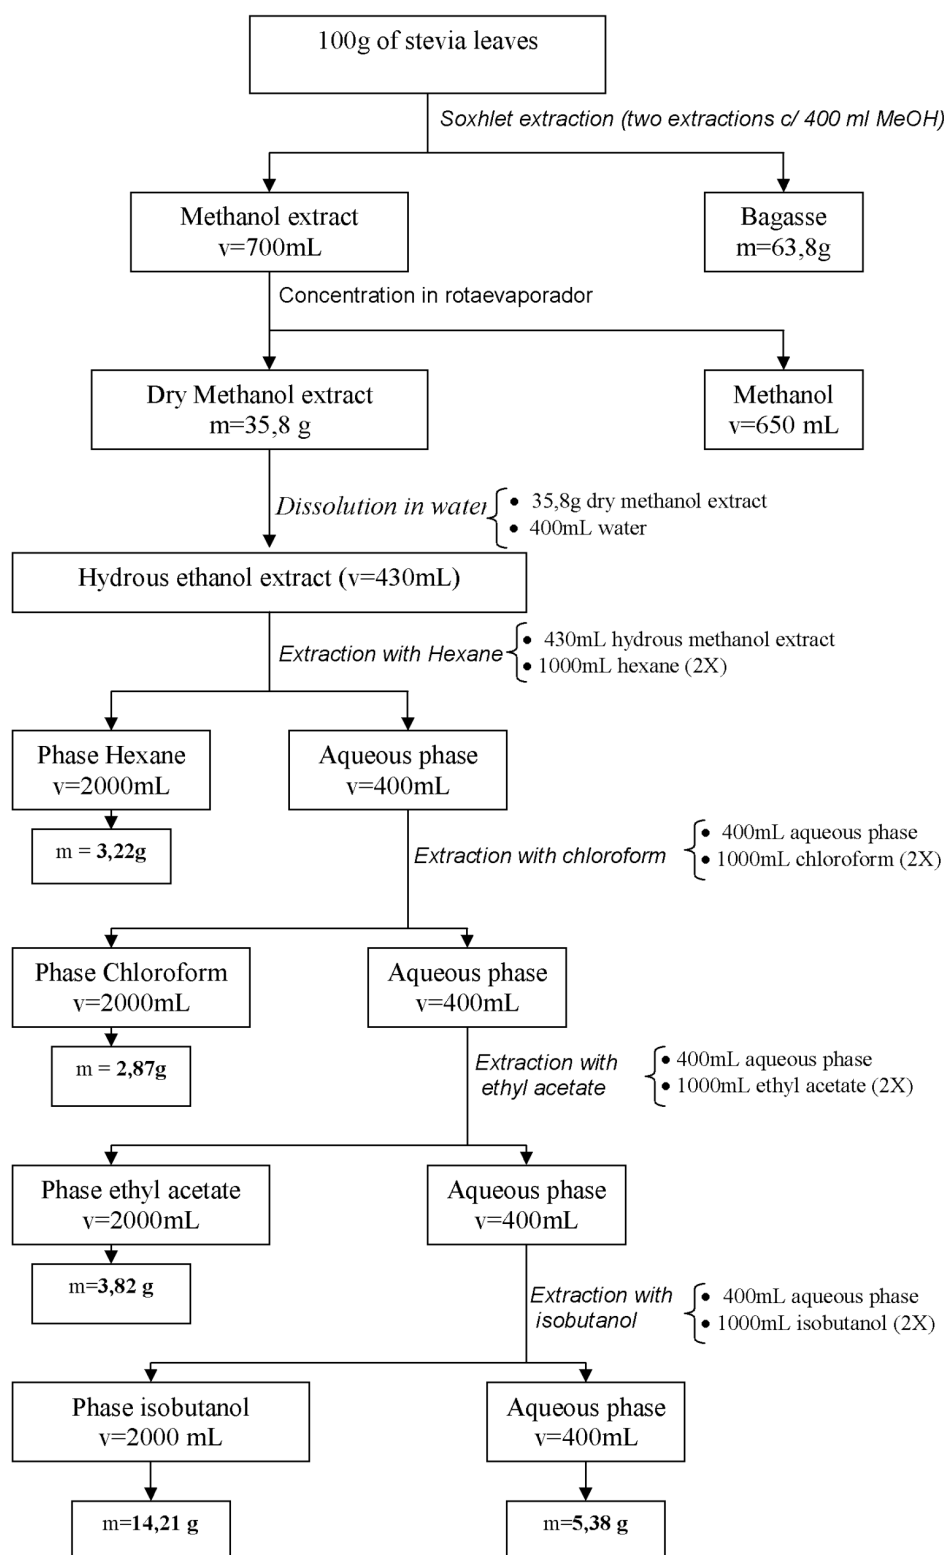 100g of stevia leaves
Soxhlet extraction (two extractions c/ 400 ml MeOH)
Methanol extract
v=700mL
Bagasse
m=63,8g
Concentration in rotaevaporador
Dry Methanol extract
m=35,8 g
Methanol
v=650 mL
Dissolution in water
• 35,8g dry methanol extract
• 400mL water
Hydrous ethanol extract (v=430mL)
Extraction with Hexane
• 430mL hydrous methanol extract
• 1000mL hexane (2X)
Phase Hexane
v=2000mL
Aqueous phase
v=400mL
m = 3,22g
Extraction with chloroform
• 400mL aqueous phase
• 1000mL chloroform (2X)
Phase Chloroform
v=2000mL
Aqueous phase
v=400mL
m = 2,87g
Extraction with
ethyl acetate
• 400mL aqueous phase
• 1000mL ethyl acetate (2X)
Phase ethyl acetate
v=2000mL
Aqueous phase
v=400mL
m=3,82 g
Extraction with
isobutanol
• 400mL aqueous phase
• 1000mL isobutanol (2X)
Phase isobutanol
v=2000 mL
Aqueous phase
v=400mL
m=14,21 g
m=5,38 g